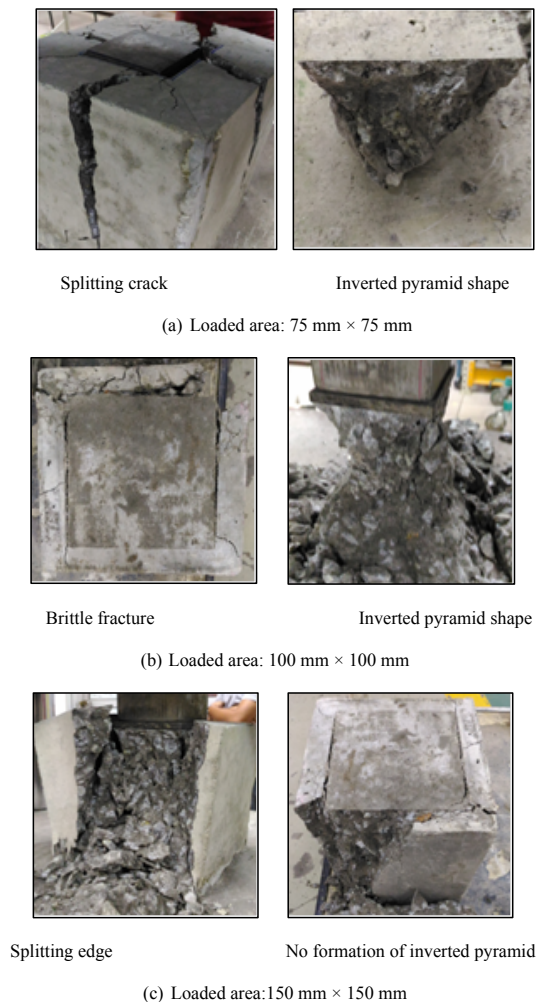 Splitting crack
Inverted pyramid shape
(a) Loaded area: 75 mm × 75 mm
Brittle fracture
Inverted pyramid shape
(b) Loaded area: 100 mm × 100 mm
Splitting edge
No formation of inverted pyramid
(c) Loaded area:150 mm × 150 mm